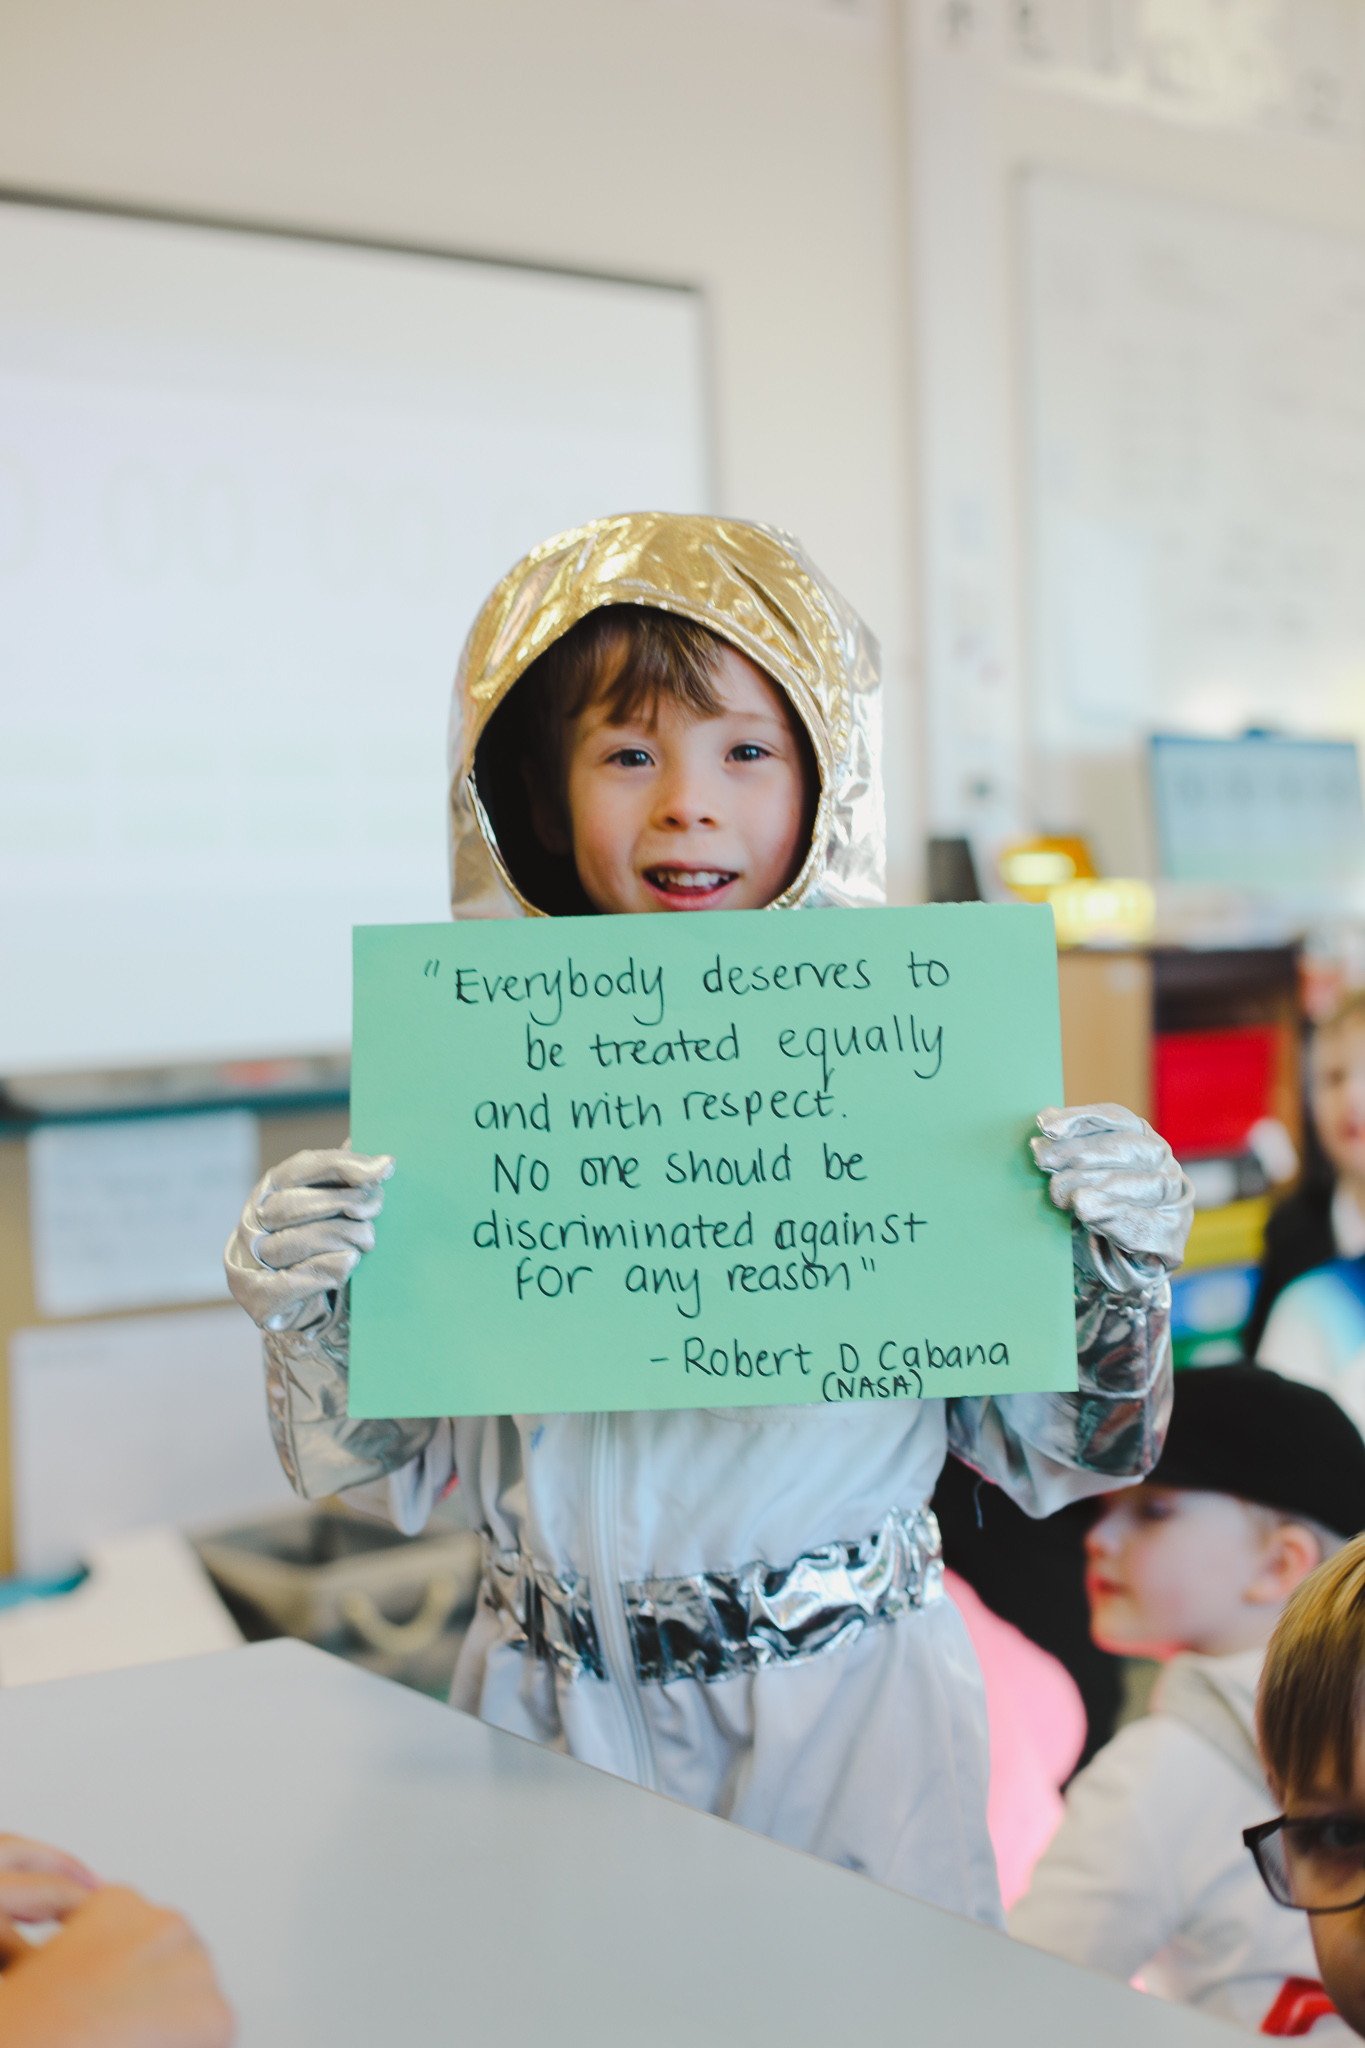 "Everybody deserves to
be treated equally
and with respect.
No one should be
discriminated against
for any reason"
- Robert D Cabana
(NASA)